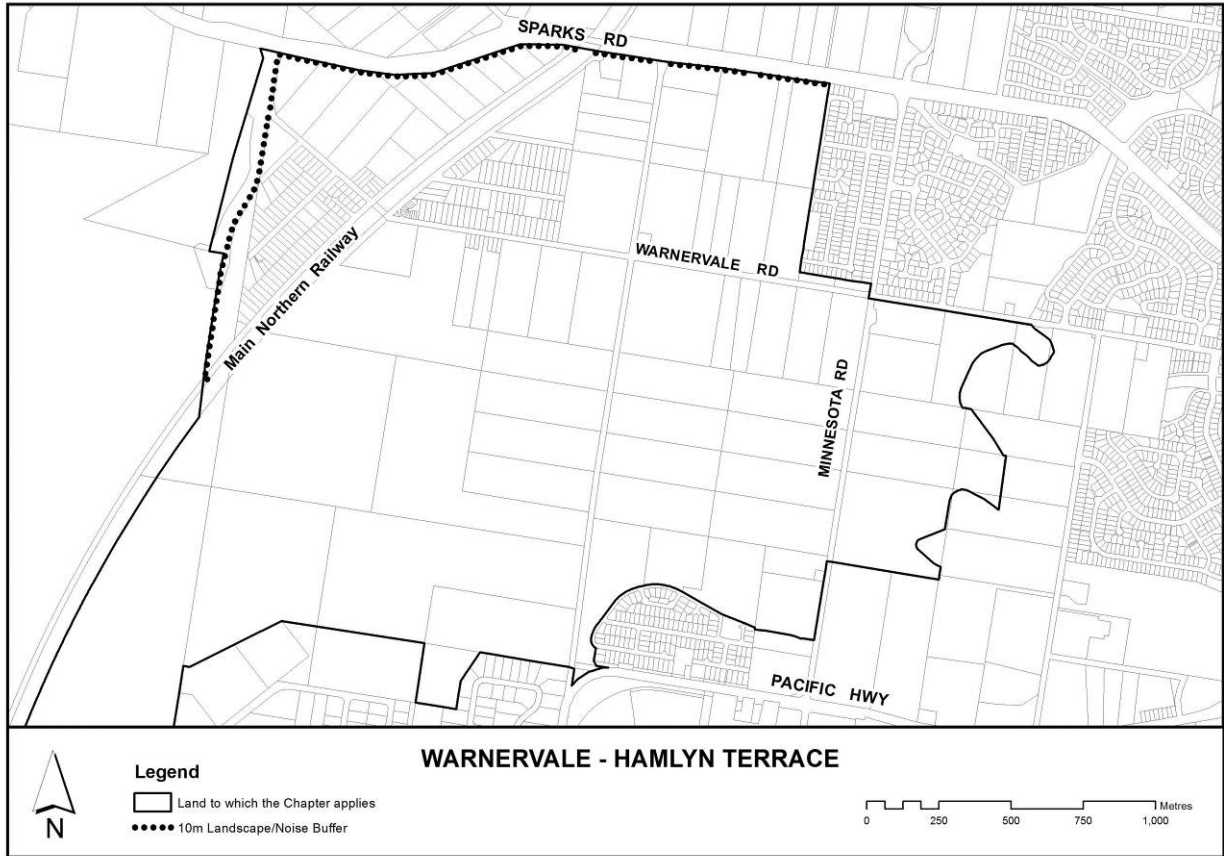 SPARKS RD
WARNERVALE RD
Main Northern Railway
MINNESOTA RD
PACIFIC HWY
WARNERVALE - HAMLYN TERRACE
Legend
Land to which the Chapter applies
10m Landscape/Noise Buffer
N
Metres
0 250 500 750 1,000